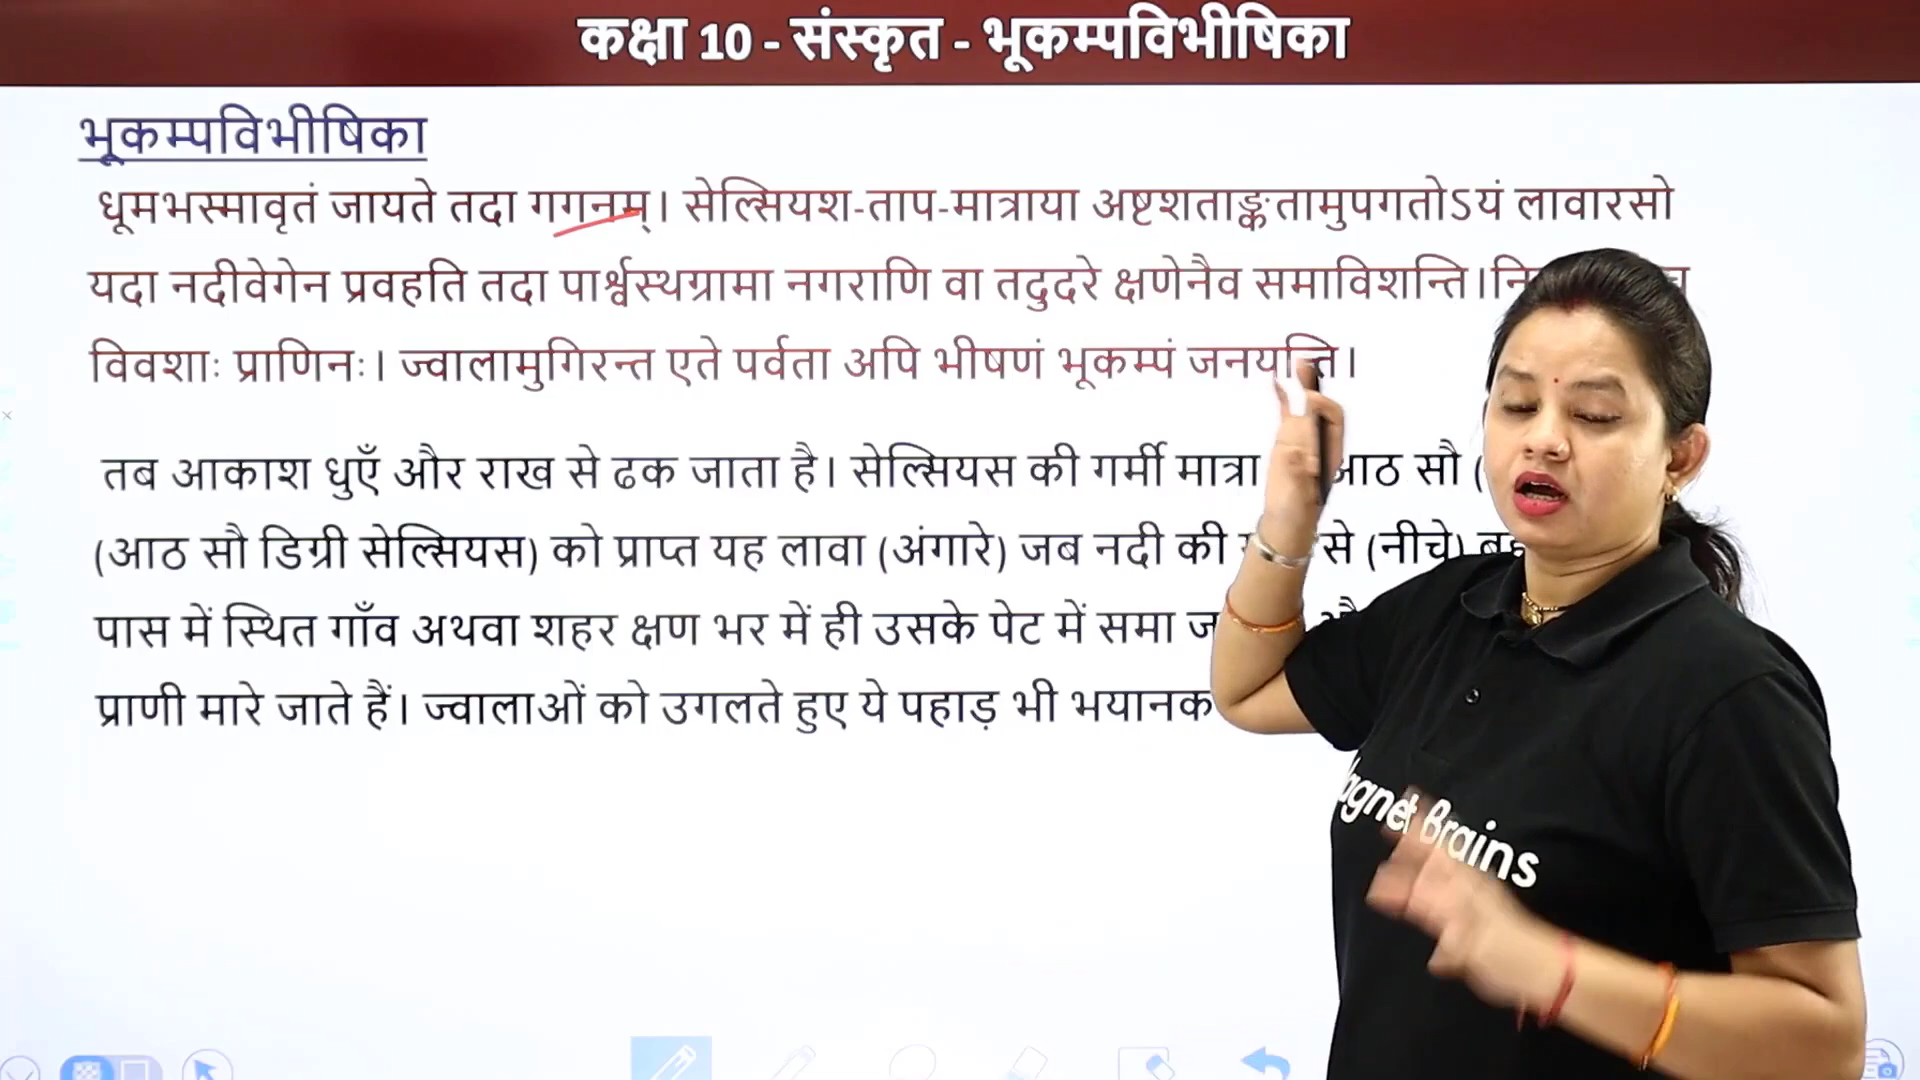 कक्षा 10 - संस्कृत - भूकम्पविभीषिका
भूकम्पविभीषिका
धूमभस्मावृतं जायते तदा गगनम्। सेल्सियश-ताप-मात्राया अष्टशताङ्कतामुपगतोऽयं लावारसो
यदा नदीवेगेन प्रवहति तदा पार्श्वस्थग्रामा नगराणि वा तदुदरे क्षणेनैव समाविशन्ति।
विवशाः प्राणिनः। ज्वालामुगिरन्त एते पर्वता अपि भीषणं भूकम्पं जनयन्ति।
तब आकाश धुएँ और राख से ढक जाता है। सेल्सियस की गर्मी मात्रा आठ सौ (
(आठ सौ डिग्री सेल्सियस) को प्राप्त यह लावा (अंगारे) जब नदी की से (नीचे)
पास में स्थित गाँव अथवा शहर क्षण भर में ही उसके पेट में समा
प्राणी मारे जाते हैं। ज्वालाओं को उगलते हुए ये पहाड़ भी भयानक
Magnet Brains